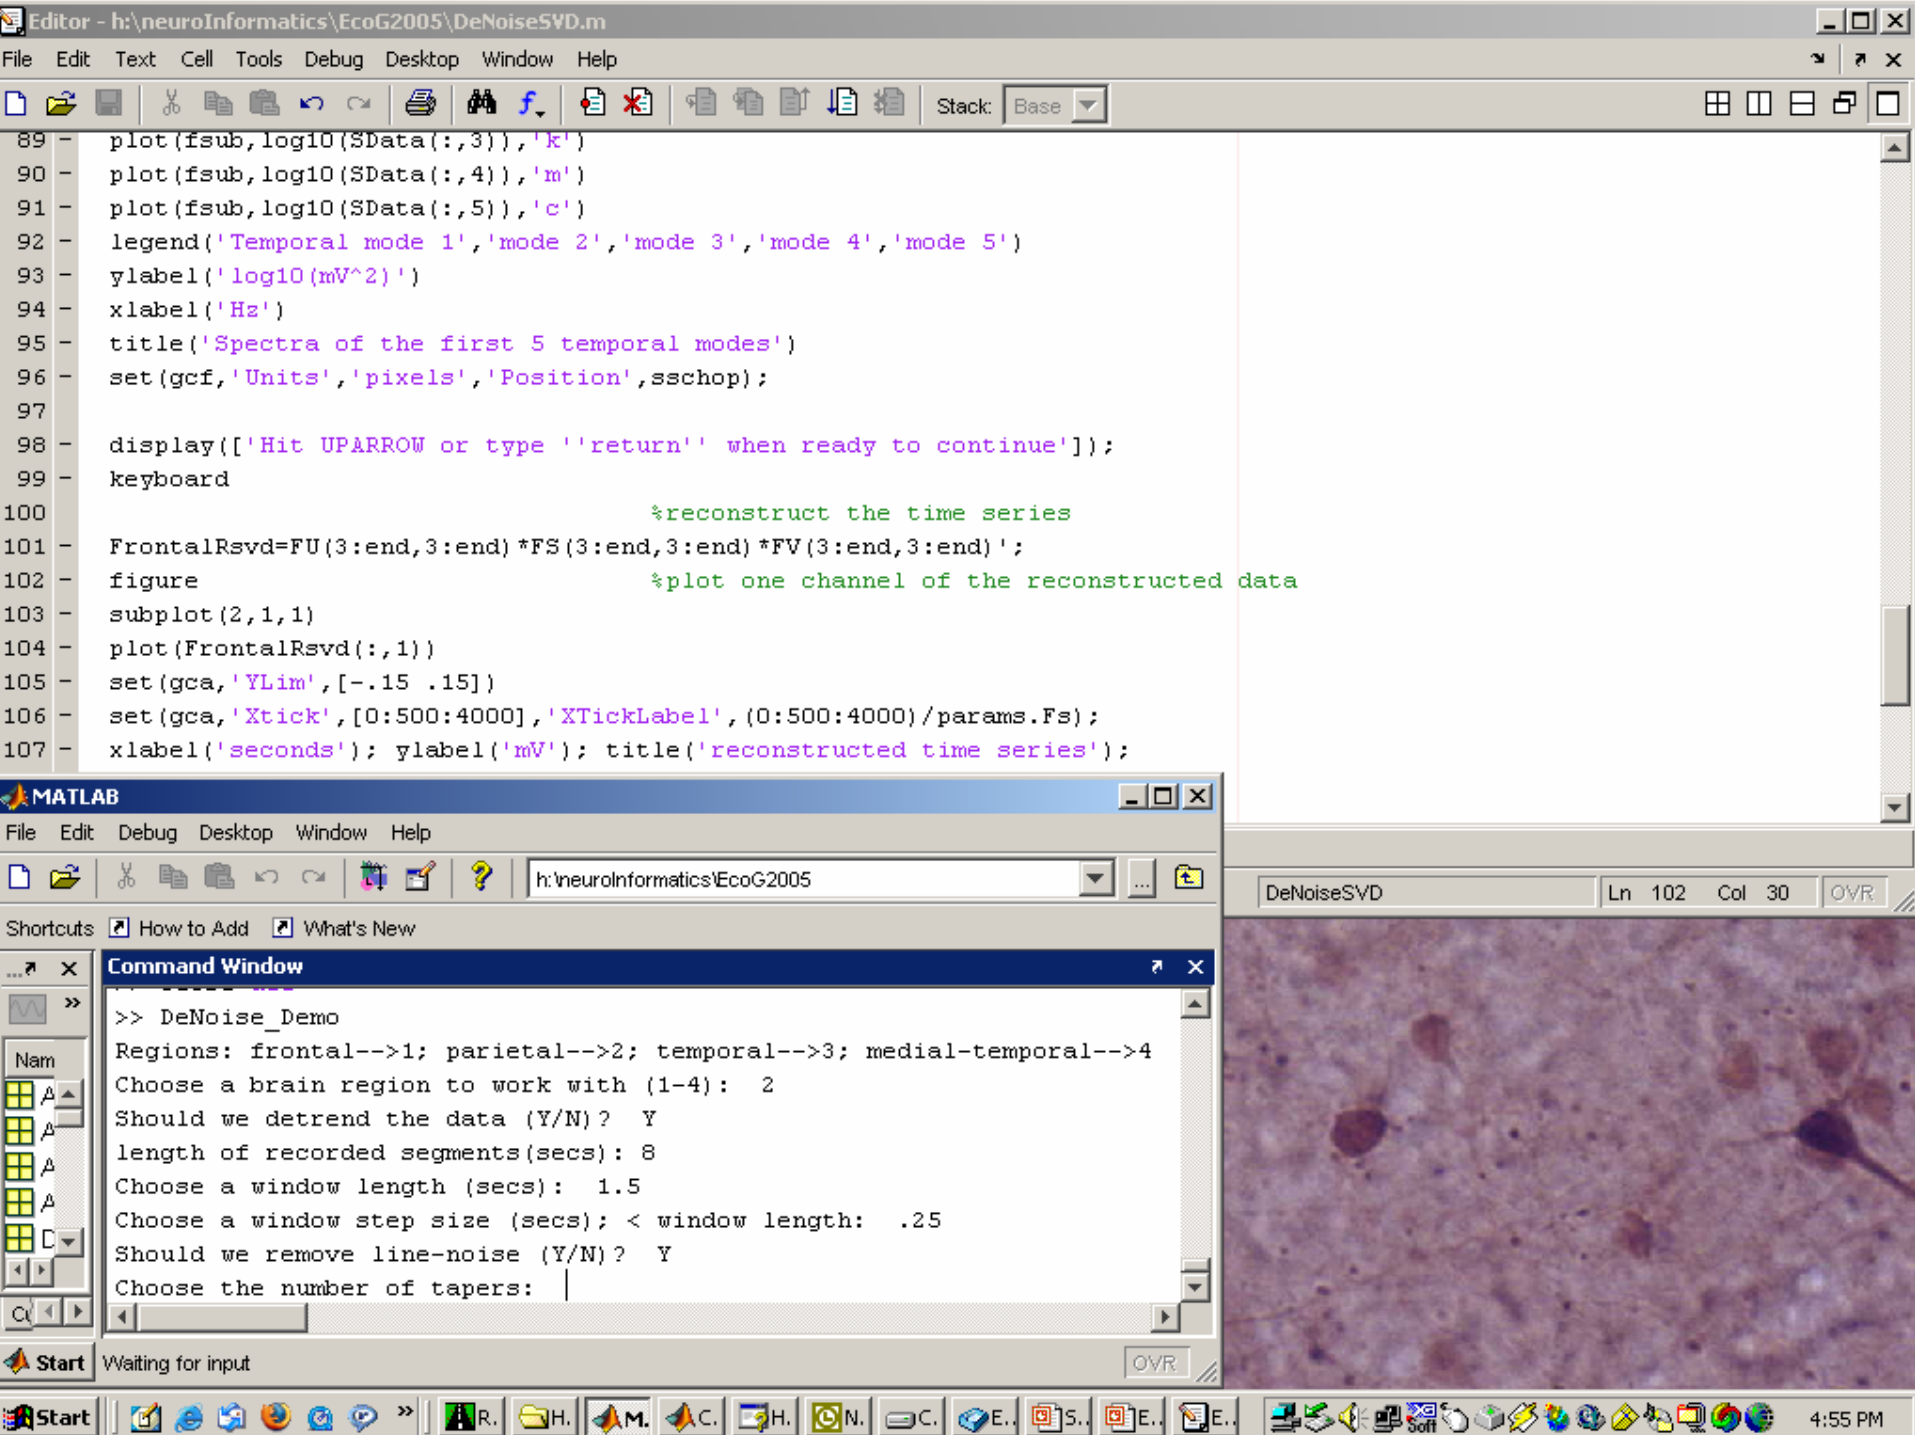 Editor - h:\neuroInformatics\EcoG2005\DeNoiseSVD.m
File Edit Text Cell Tools Debug Desktop Window Help
Stack: Base
89 - plot(fsub,log10(SData(:,3)),'k')
90 - plot(fsub,log10(SData(:,4)),'m')
91 - plot(fsub,log10(SData(:,5)),'c')
92 - legend('Temporal mode 1','mode 2','mode 3','mode 4','mode 5')
93 - ylabel('log10(mV^2)')
94 - xlabel('Hz')
95 - title('Spectra of the first 5 temporal modes')
96 - set(gcf,'Units','pixels','Position',sschop);
97
98 - display(['Hit UPARROW or type ''return'' when ready to continue']);
99 - keyboard
100 %reconstruct the time series
101 - FrontalRsvd=FU(3:end,3:end)*FS(3:end,3:end)*FV(3:end,3:end)';
102 - figure %plot one channel of the reconstructed data
103 - subplot(2,1,1)
104 - plot(FrontalRsvd(:,1))
105 - set(gca,'YLim',[-.15 .15])
106 - set(gca,'Xtick',[0:500:4000],'XTickLabel',(0:500:4000)/params.Fs);
107 - xlabel('seconds'); ylabel('mV'); title('reconstructed time series');
MATLAB
File Edit Debug Desktop Window Help
h:\neuroInformatics\EcoG2005
DeNoiseSVD Ln 102 Col 30 OVR
Shortcuts How to Add What's New
Command Window
>> DeNoise_Demo
Regions: frontal-->1; parietal-->2; temporal-->3; medial-temporal-->4
Choose a brain region to work with (1-4): 2
Should we detrend the data (Y/N)? Y
length of recorded segments(secs): 8
Choose a window length (secs): 1.5
Choose a window step size (secs); < window length: .25
Should we remove line-noise (Y/N)? Y
Choose the number of tapers:
Nam
A
A
A
A
D
Start Waiting for input OVR
Start R. H. M. C. H. N. C. E.. S.. E.. E.. 4:55 PM